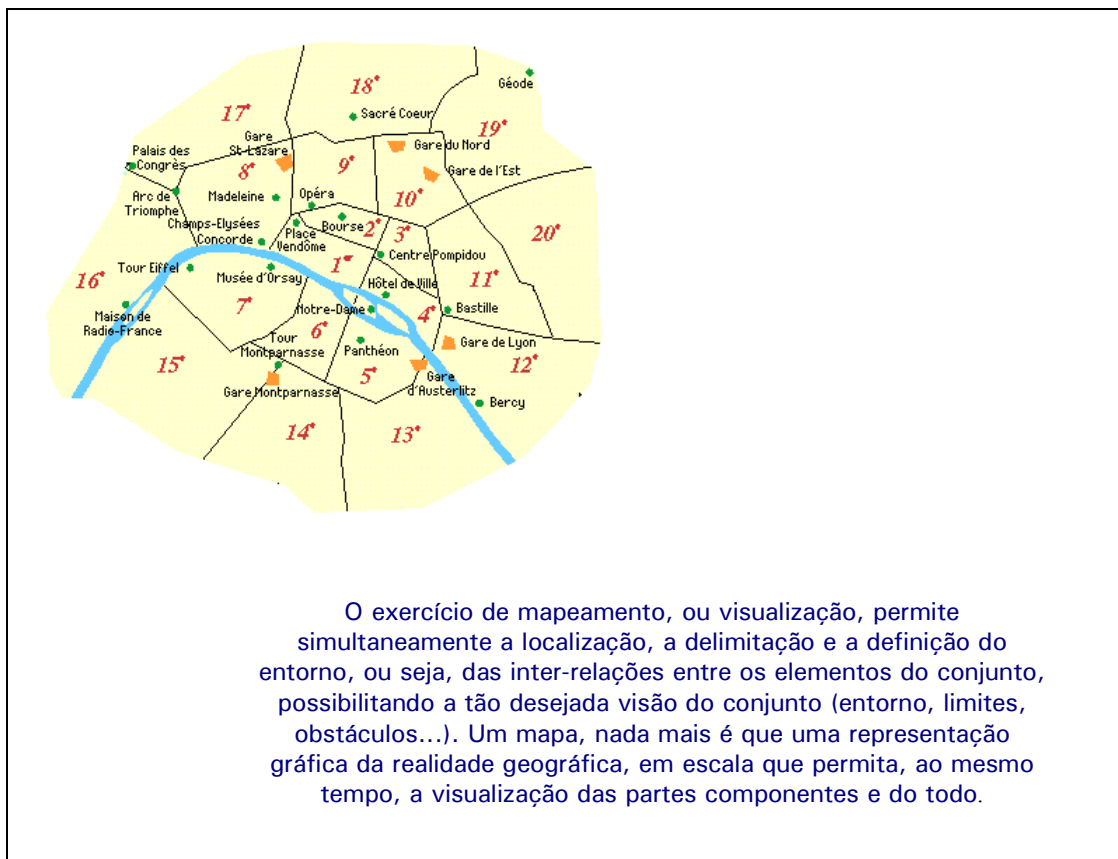 Géode
18e
17e
Sacré Coeur
19e
Gare
St-Lazare
Gare du Nord
Palais des
Congrès
8e
9e
Gare de l'Est
Arc de
Triomphe
Madeleine
Opéra
10e
Champs-Elysées
Concorde
Place
Vendôme
Bourse
2e
3e
20e
Centre Pompidou
1er
16e
Tour Eiffel
Musée d'Orsay
11e
Hôtel de Ville
7e
Notre-Dame
4e
Bastille
Maison de
Radio-France
6e
Tour
Montparnasse
Panthéon
Gare de Lyon
15e
5e
12e
Gare Montparnasse
Gare
d'Austerlitz
Bercy
14e
13e
O exercício de mapeamento, ou visualização, permite
simultaneamente a localização, a delimitação e a definição do
entorno, ou seja, das inter-relações entre os elementos do conjunto,
possibilitando a tão desejada visão do conjunto (entorno, limites,
obstáculos...). Um mapa, nada mais é que uma representação
gráfica da realidade geográfica, em escala que permita, ao mesmo
tempo, a visualização das partes componentes e do todo.